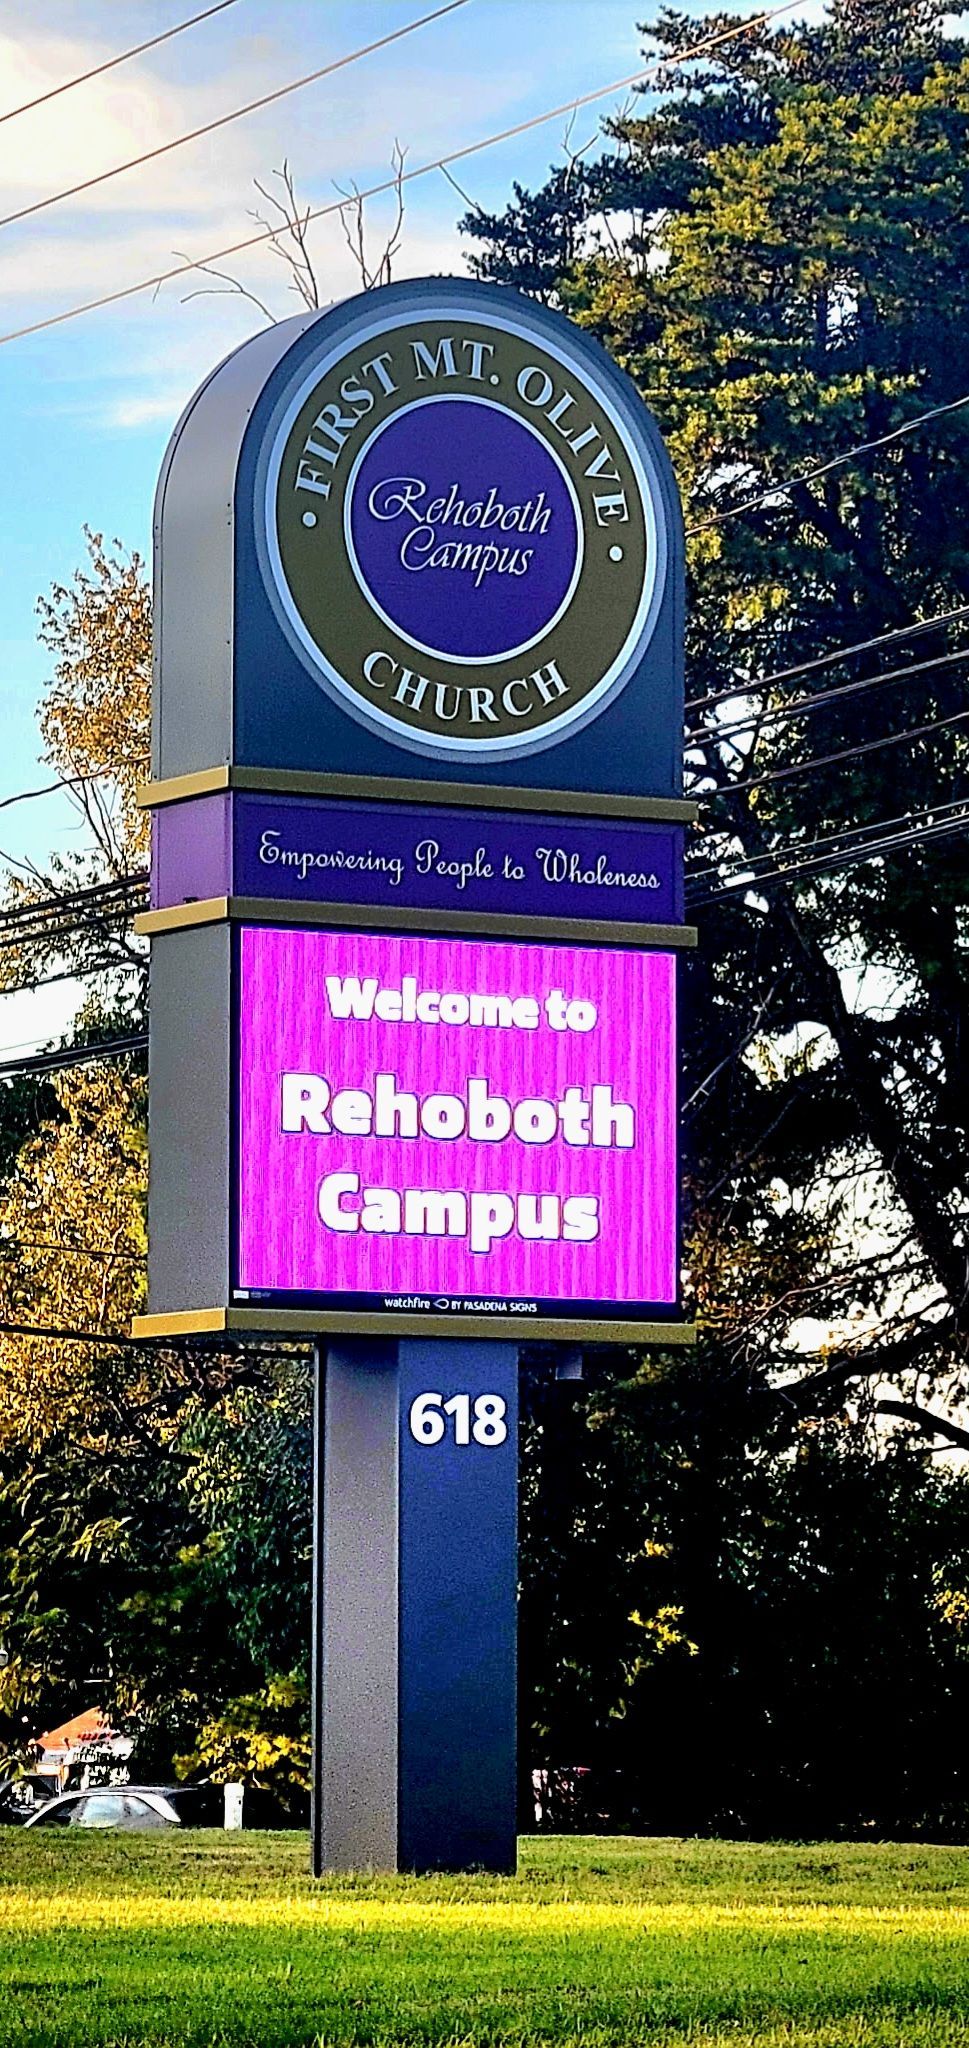 FIRST MT. OLIVE
Rehoboth
Campus
CHURCH
Empowering People to Wholeness
Welcome to
Rehoboth
Campus
watchfire BY PASADENA SIGNS
618